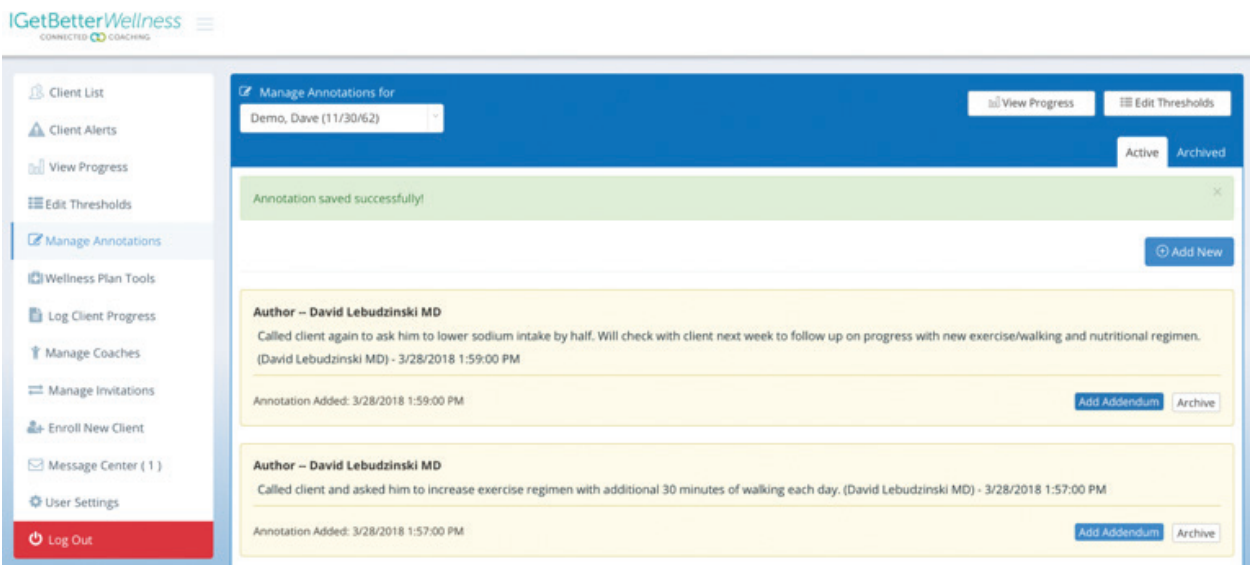 IGetBetterWellness
CONNECTED COACHING
Client List
Client Alerts
View Progress
Edit Thresholds
Manage Annotations
Wellness Plan Tools
Log Client Progress
Manage Coaches
Manage Invitations
Enroll New Client
Message Center ( 1 )
User Settings
Log Out
Manage Annotations for
Demo, Dave (11/30/62)
View Progress
Edit Thresholds
Active
Archived
Annotation saved successfully!
×
Add New
Author -- David Lebudzinski MD
Called client again to ask him to lower sodium intake by half. Will check with client next week to follow up on progress with new exercise/walking and nutritional regimen.
(David Lebudzinski MD) - 3/28/2018 1:59:00 PM
Annotation Added: 3/28/2018 1:59:00 PM
Add Addendum
Archive
Author -- David Lebudzinski MD
Called client and asked him to increase exercise regimen with additional 30 minutes of walking each day. (David Lebudzinski MD) - 3/28/2018 1:57:00 PM
Annotation Added: 3/28/2018 1:57:00 PM
Add Addendum
Archive